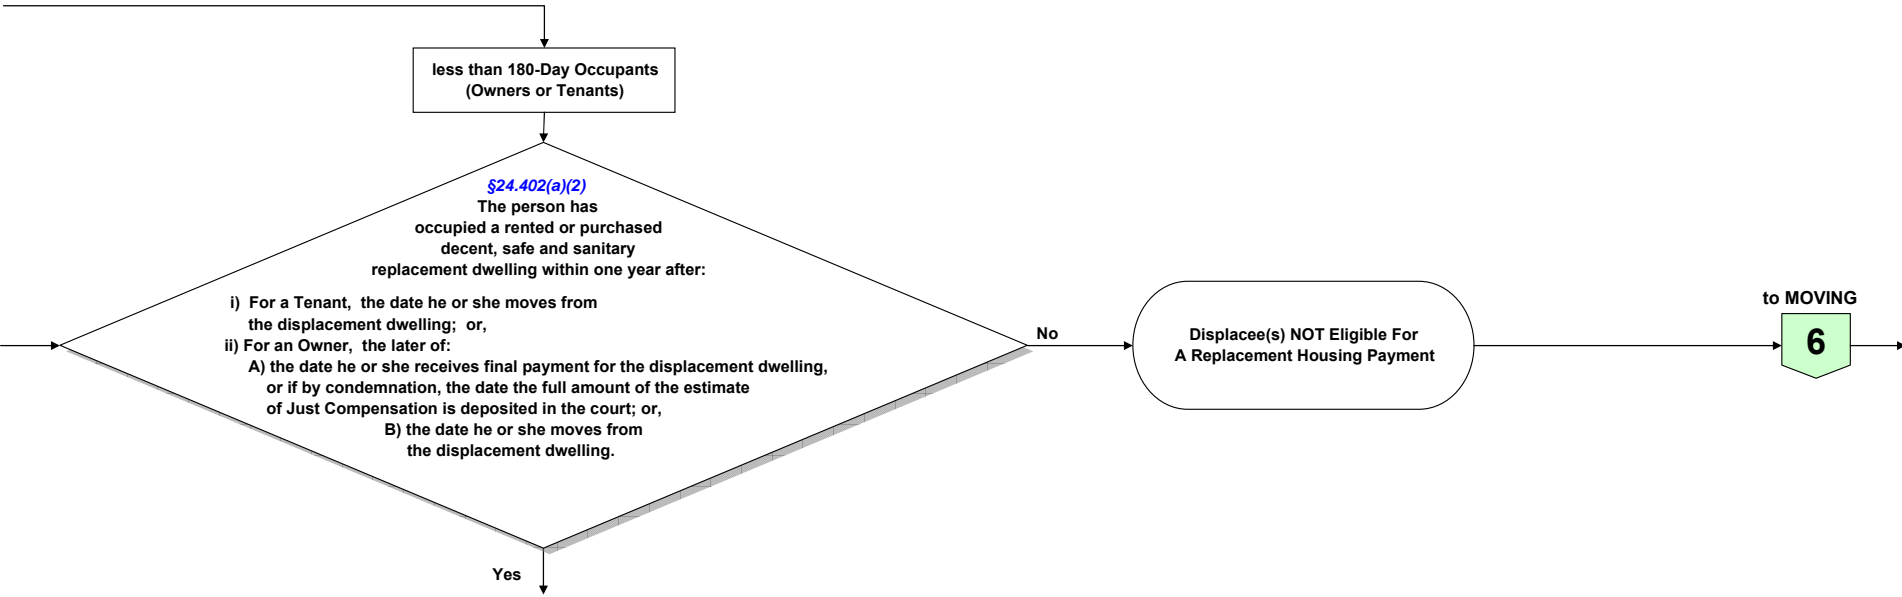 less than 180-Day Occupants
(Owners or Tenants)
§24.402(a)(2)
The person has
occupied a rented or purchased
decent, safe and sanitary
replacement dwelling within one year after:
i) For a Tenant, the date he or she moves from
the displacement dwelling; or,
ii) For an Owner, the later of:
A) the date he or she receives final payment for the displacement dwelling,
or if by condemnation, the date the full amount of the estimate
of Just Compensation is deposited in the court; or,
B) the date he or she moves from
the displacement dwelling.
No
Yes
Displacee(s) NOT Eligible For
A Replacement Housing Payment
to MOVING
6